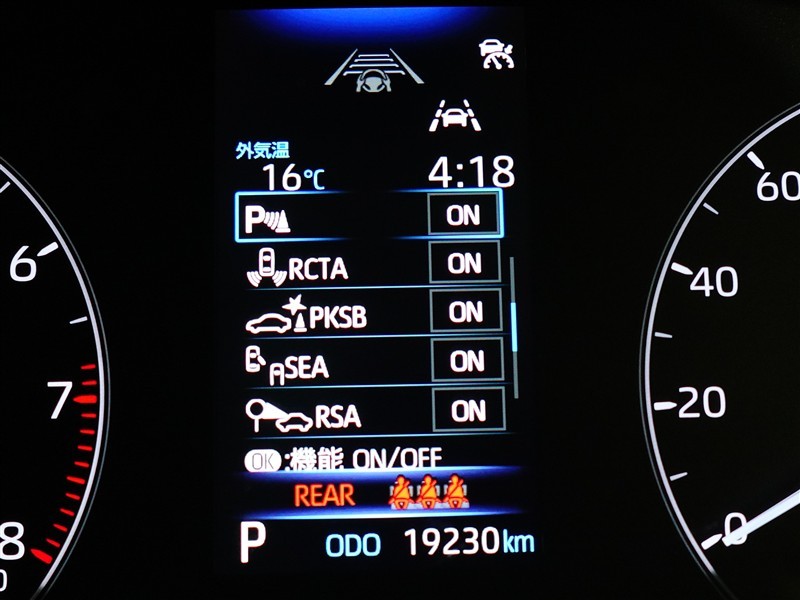 外気温
16℃ 4:18
P ON
RCTA ON
PKSB ON
SEA ON
RSA ON
OK:機能 ON/OFF
REAR
P ODO 19230km
6
7
8
60
40
20
0